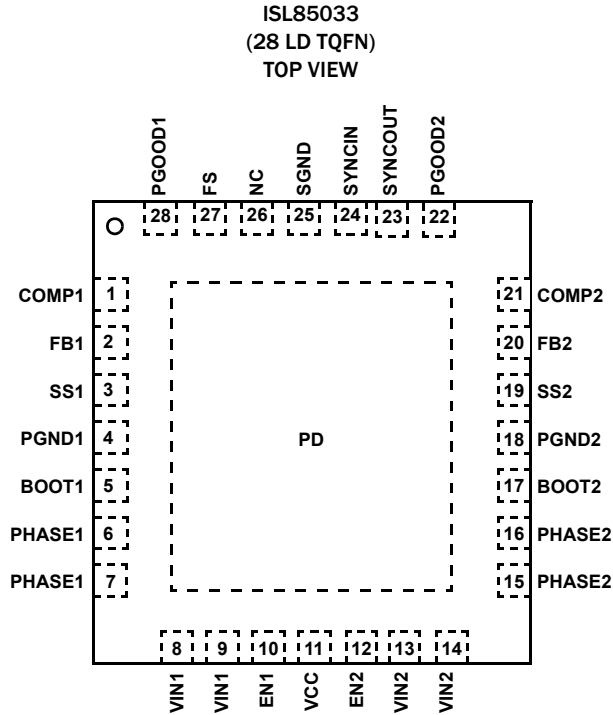 ISL85033
(28 LD TQFN)
TOP VIEW
PGOOD1
FS
NC
SGND
SYNCIN
SYNCOUT
PGOOD2
28 27 26 25 24 23 22
COMP1 1 21 COMP2
FB1 2 20 FB2
SS1 3 19 SS2
PGND1 4 PD 18 PGND2
BOOT1 5 17 BOOT2
PHASE1 6 16 PHASE2
PHASE1 7 15 PHASE2
8 9 10 11 12 13 14
VIN1
VIN1
EN1
VCC
EN2
VIN2
VIN2